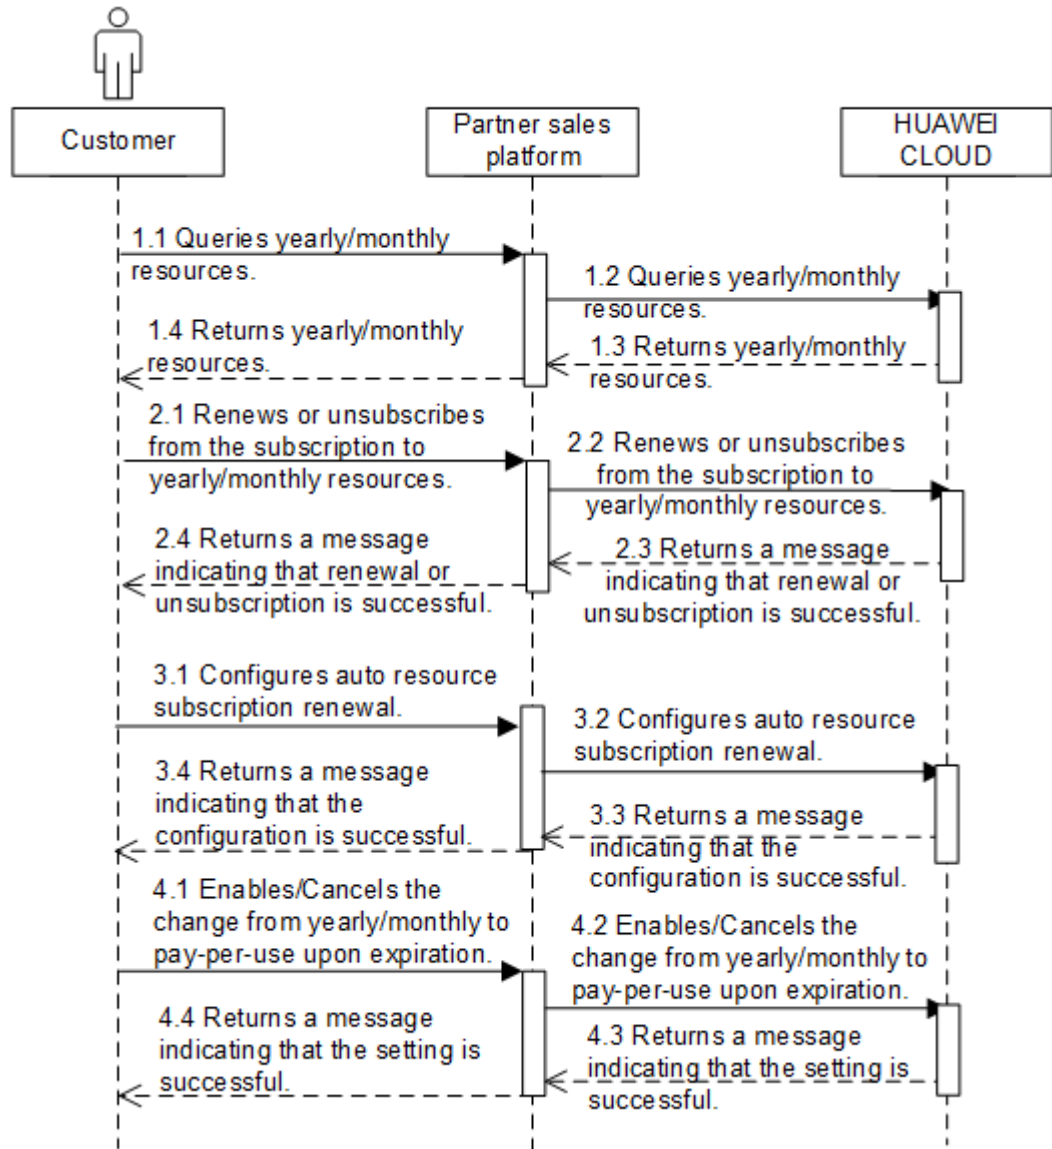 Customer
Partner sales
platform
HUAWEI
CLOUD
1.1 Queries yearly/monthly
resources.
1.2 Queries yearly/monthly
resources.
1.3 Returns yearly/monthly
resources.
1.4 Returns yearly/monthly
resources.
2.1 Renews or unsubscribes
from the subscription to
yearly/monthly resources.
2.2 Renews or unsubscribes
from the subscription to
yearly/monthly resources.
2.3 Returns a message
indicating that renewal or
unsubscription is successful.
2.4 Returns a message
indicating that renewal or
unsubscription is successful.
3.1 Configures auto resource
subscription renewal.
3.2 Configures auto resource
subscription renewal.
3.3 Returns a message
indicating that the
configuration is successful.
3.4 Returns a message
indicating that the
configuration is successful.
4.1 Enables/Cancels the
change from yearly/monthly to
pay-per-use upon expiration.
4.2 Enables/Cancels the
change from yearly/monthly to
pay-per-use upon expiration.
4.3 Returns a message
indicating that the setting is
successful.
4.4 Returns a message
indicating that the setting is
successful.